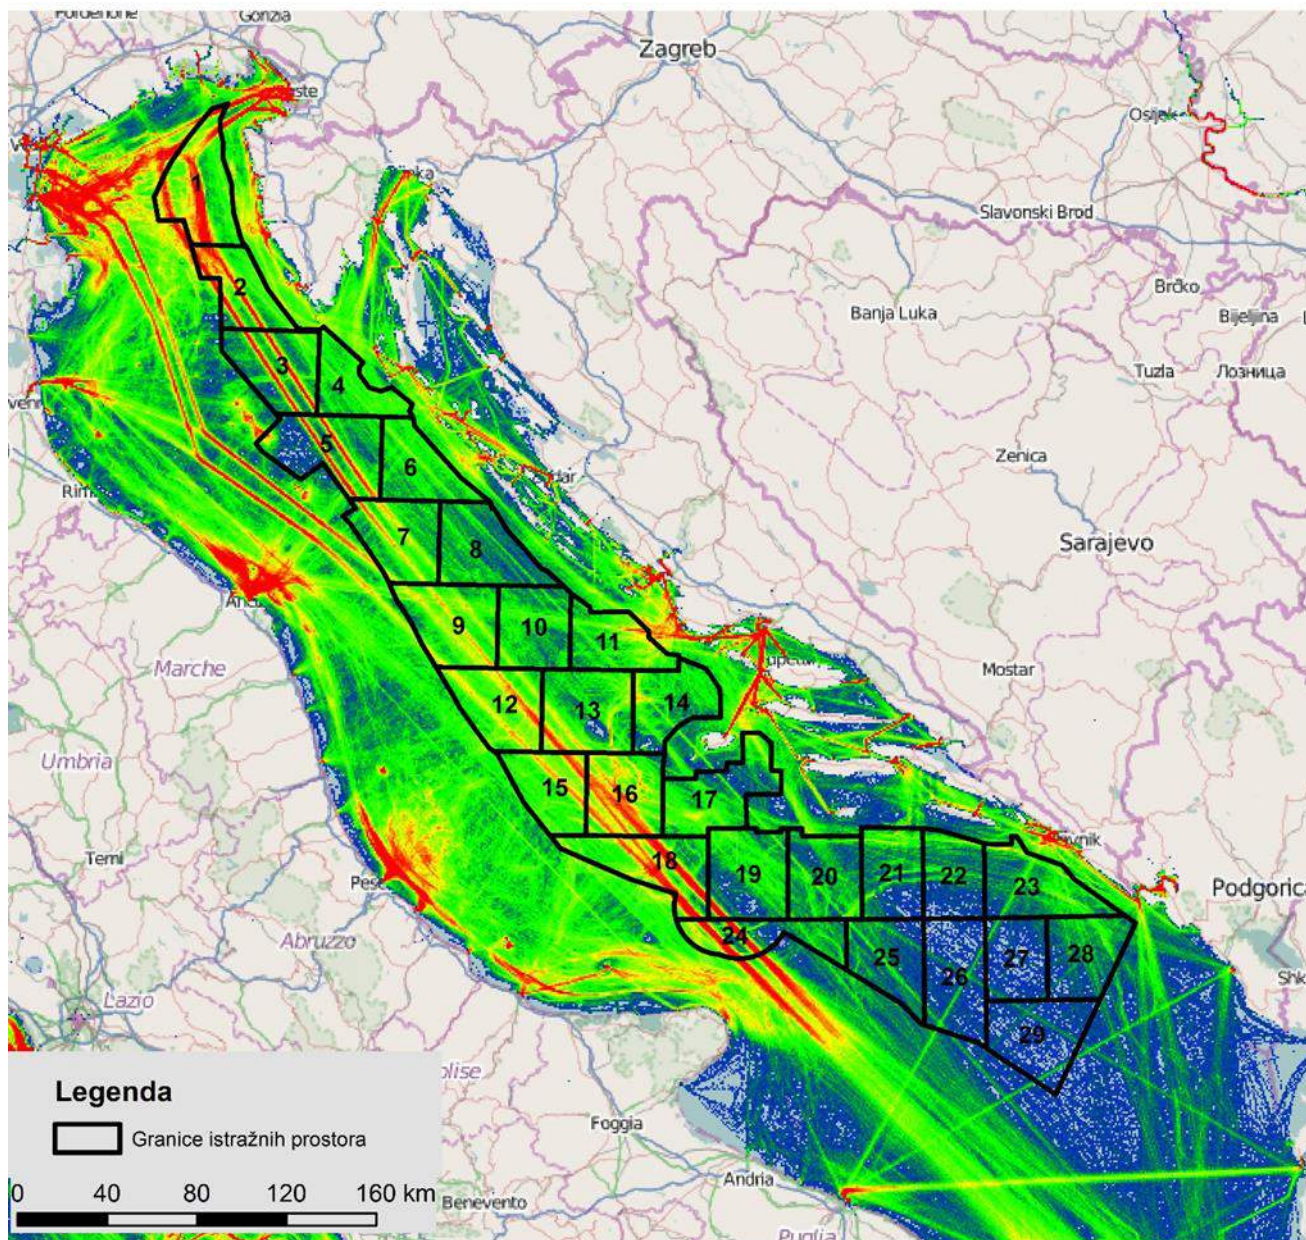 Zagreb
Osijek
Slavonski Brod
Brčko
Banja Luka
Bijeljina
Tuzla
Лозница
Zenica
Sarajevo
Mostar
Podgorica
Marche
Umbria
Terni
Abruzzo
Lazio
Foggia
Andria
Benevento
Puglia
1
2
3
4
5
6
7
8
9
10
11
12
13
14
15
16
17
18
19
20
21
22
23
24
25
26
27
28
29
Legenda
Granice istražnih prostora
0 40 80 120 160 km